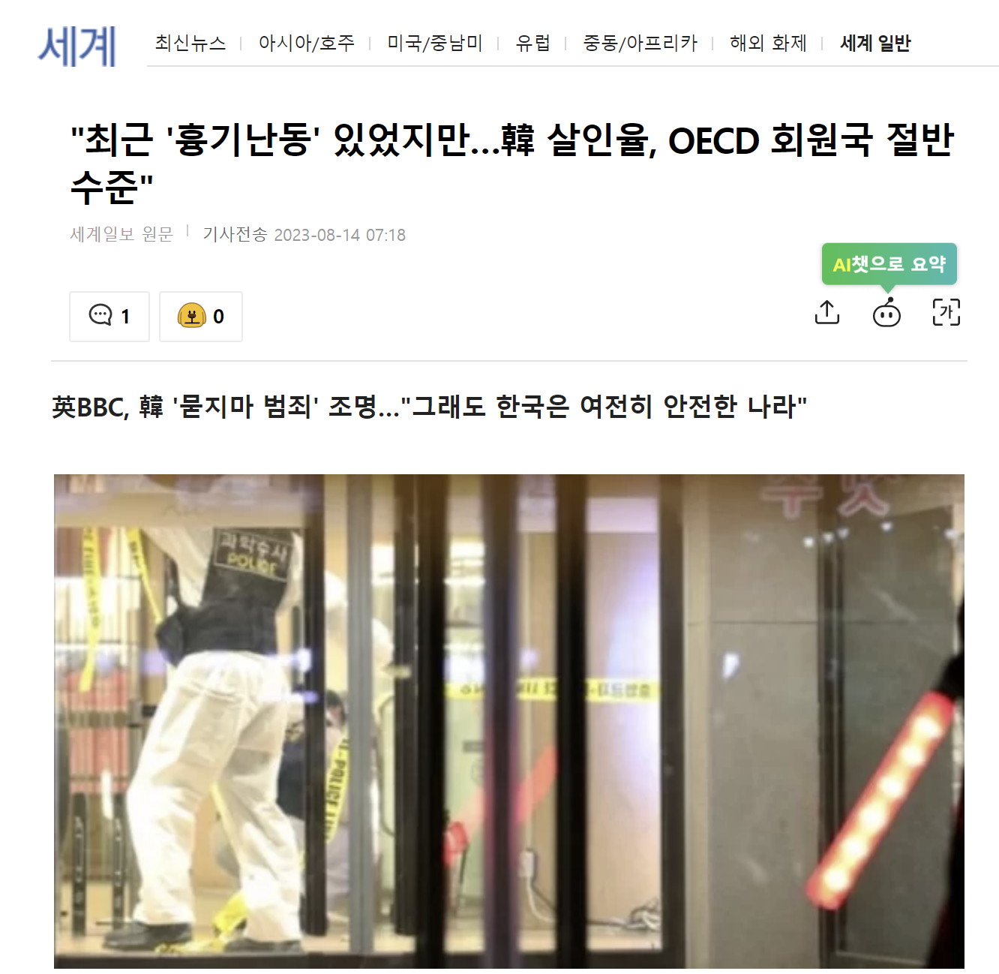 세계
최신뉴스 아시아/호주 미국/중남미 유럽 중동/아프리카 해외 화제 세계 일반
"최근 '흉기난동' 있었지만…韓 살인율, OECD 회원국 절반
수준"
세계일보 원문 기사전송 2023-08-14 07:18
AI챗으로 요약
1 0
가
英BBC, 韓 '묻지마 범죄' 조명…"그래도 한국은 여전히 안전한 나라"
과학수사
POLICE
POLICE LINE